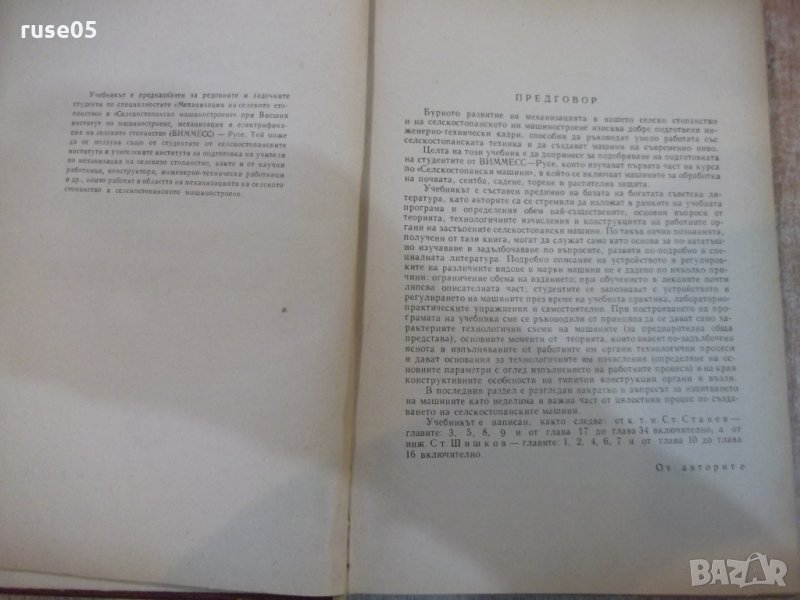 ruse05
Учебникът е предназначен за редовните и задочните
студенти по специалностите «Механизация на селското сто-
панство» и «Селскостопанско машиностроене» при Висшия
институт по машиностроене, механизация и електрифика-
ция на селското стопанство (ВИММЕСС) — Русе. Той може
да се ползува също от студентите от селскостопанските
институти и учителските институти за подготовка на учители
по механизация на селското стопанство, както и от научни
работници, конструктори, инженерно-технически работници
и др., които работят в областта на механизацията на селското
стопанство и селскостопанското машиностроене.
ПРЕДГОВОР
Бурното развитие на механизацията в нашето селско стопанство
и на селскостопанското ни машиностроене изисква добре подготвени ин-
женерно-технически кадри, способни да ръководят умело работата със
селскостопанската техника и да създават машини на съвременно ниво.
Целта на този учебник е да допринесе за подобряване на подготовката
на студентите от ВИММЕСС—Русе, които изучават първата част на курса
по «Селскостопански машини», в който се включват машините за обработка
на почвата, сеитба, садене, торене и растителна защита.
Учебникът е съставен предимно на базата на богатата съветска ли-
тература, като авторите са се стремили да изложат в рамките на учебната
програма и определения обем най-съществените, основни въпроси от
теорията, технологичните изчисления и конструкцията на работните ор-
гани на застъпените селскостопански машини. По такъв начин познанията,
получени от тази книга, могат да служат само като основа за по-нататъш-
но изучаване и задълбочаване по въпросите, развити по-подробно в спе-
циалната литература. Подробно описание на устройството и регулировки-
те на различните видове и марки машини не е дадено по няколко при-
чини: ограничение обема на изданието; при обучението в лекциите почти
липсва описателната част, студентите се запознават с устройството и
регулирането на машините през време на учебната практика, лабораторно-
практическите упражнения и самостоятелно. При построяването на про-
грамата на учебника сме се ръководили от принципа да се дават само ха-
рактерните технологични схеми на машините (за предварителна обща
представа), основните моменти от теорията, които внасят по-задълбочена
яснота в изпълняваните от работните им органи технологични процеси
и дават основания за технологичните им изчисления (определяне на ос-
новните параметри с оглед изпълнението на работните процеси) и на края
конструктивните особености на типични конструкции органи и възли.
В последния раздел е разгледан накратко и въпросът за изпитването
на машините като неделима и важна част от цялостния процес по създа-
ването на селскостопанските машини.
Учебникът е написан, както следва: от к. т. н. Ст. Станев—
главите: 3, 5, 8, 9 и от глава 17 до глава 34 включително, а от
инж. Ст. Шишков — главите: 1, 2, 4, 6, 7 и от глава 10 до глава
16 включително.
От авторите
BAZAR
bazar.bg